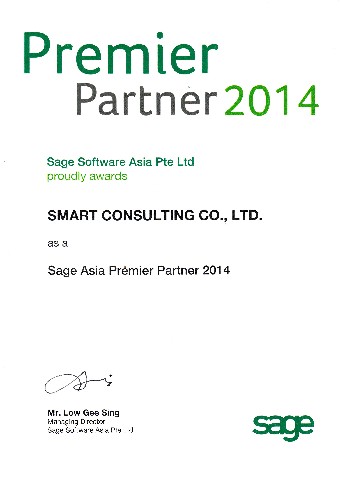 Premier
Partner 2014
Sage Software Asia Pte Ltd
proudly awards
SMART CONSULTING CO., LTD.
as a
Sage Asia Prémier Partner 2014
Mr. Low Gee Sing
Managing Director
Sage Software Asia Pte Ltd
sage